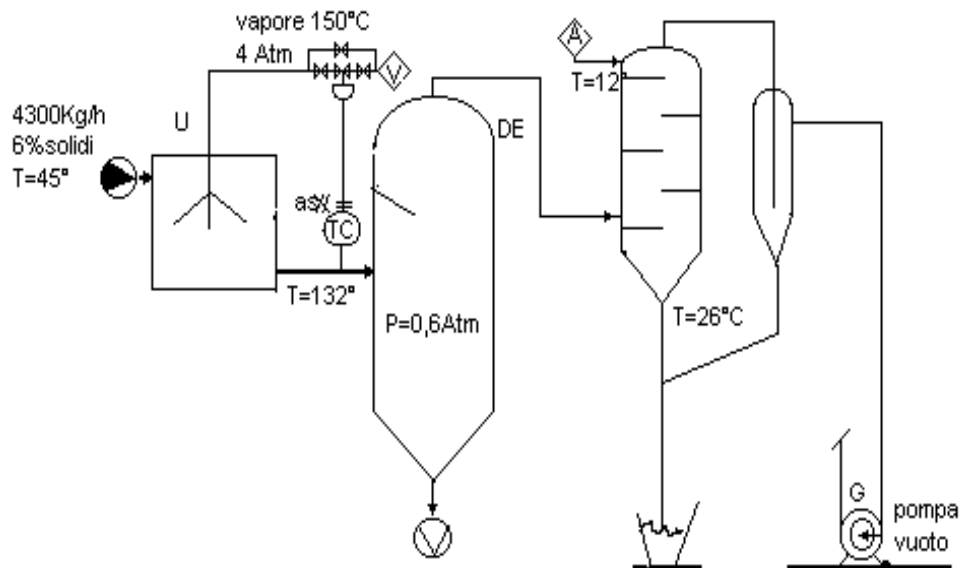 vapore 150°C
4 Atm
V
A
T=12
4300Kg/h
6%solidi
T=45°
U
DE
TC
T=132°
P=0,6Atm
T=26°C
G
pompa
vuoto